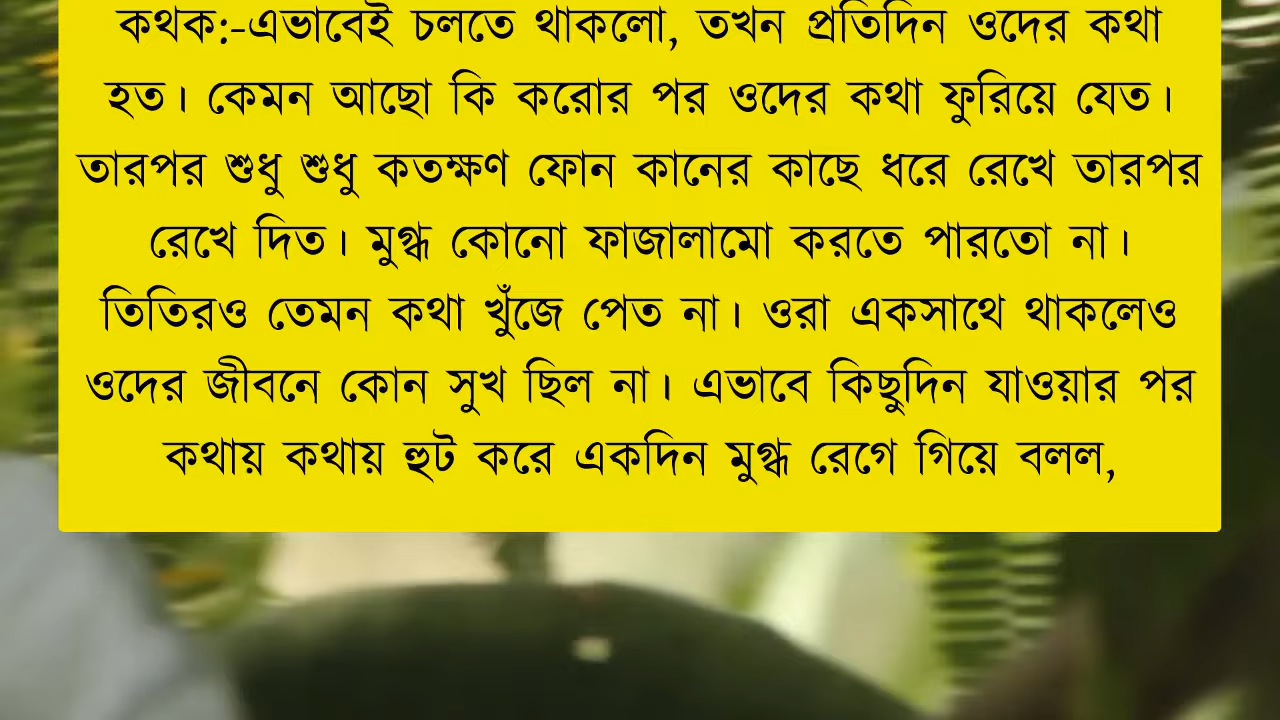 কথক:-এভাবেই চলতে থাকলো, তখন প্রতিদিন ওদের কথা
হত। কেমন আছো কি করোর পর ওদের কথা ফুরিয়ে যেত।
তারপর শুধু শুধু কতক্ষণ ফোন কানের কাছে ধরে রেখে তারপর
রেখে দিত। মুগ্ধ কোনো ফাজালামো করতে পারতো না।
তিতিরও তেমন কথা খুঁজে পেত না। ওরা একসাথে থাকলেও
ওদের জীবনে কোন সুখ ছিল না। এভাবে কিছুদিন যাওয়ার পর
কথায় কথায় হুট করে একদিন মুগ্ধ রেগে গিয়ে বলল,